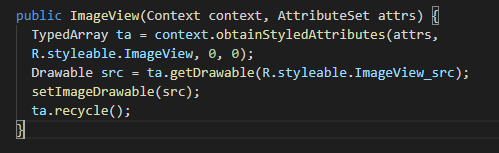 public ImageView(Context context, AttributeSet attrs) {
  TypedArray ta = context.obtainStyledAttributes(attrs,
  R.styleable.ImageView, 0, 0);
  Drawable src = ta.getDrawable(R.styleable.ImageView_src);
  setImageDrawable(src);
  ta.recycle();
}